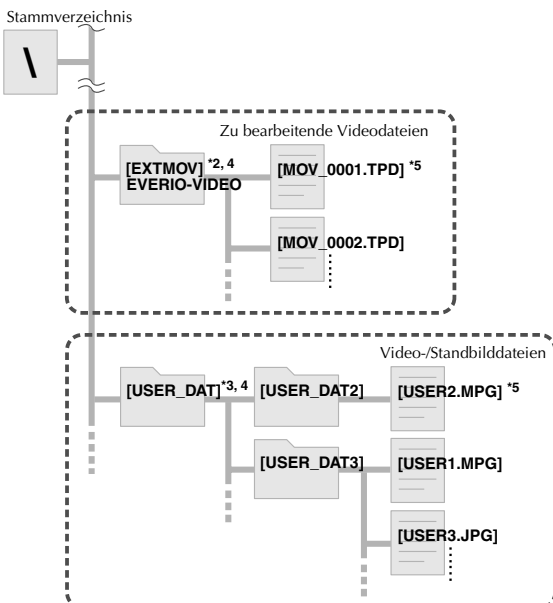 Stammverzeichnis
\
Zu bearbeitende Videodateien
[EXTMOV] *2, 4
EVERIO-VIDEO
[MOV_0001.TPD] *5
[MOV_0002.TPD]
Video-/Standbilddateien
[USER_DAT]*3, 4
[USER_DAT2]
[USER2.MPG] *5
[USER_DAT3]
[USER1.MPG]
[USER3.JPG]